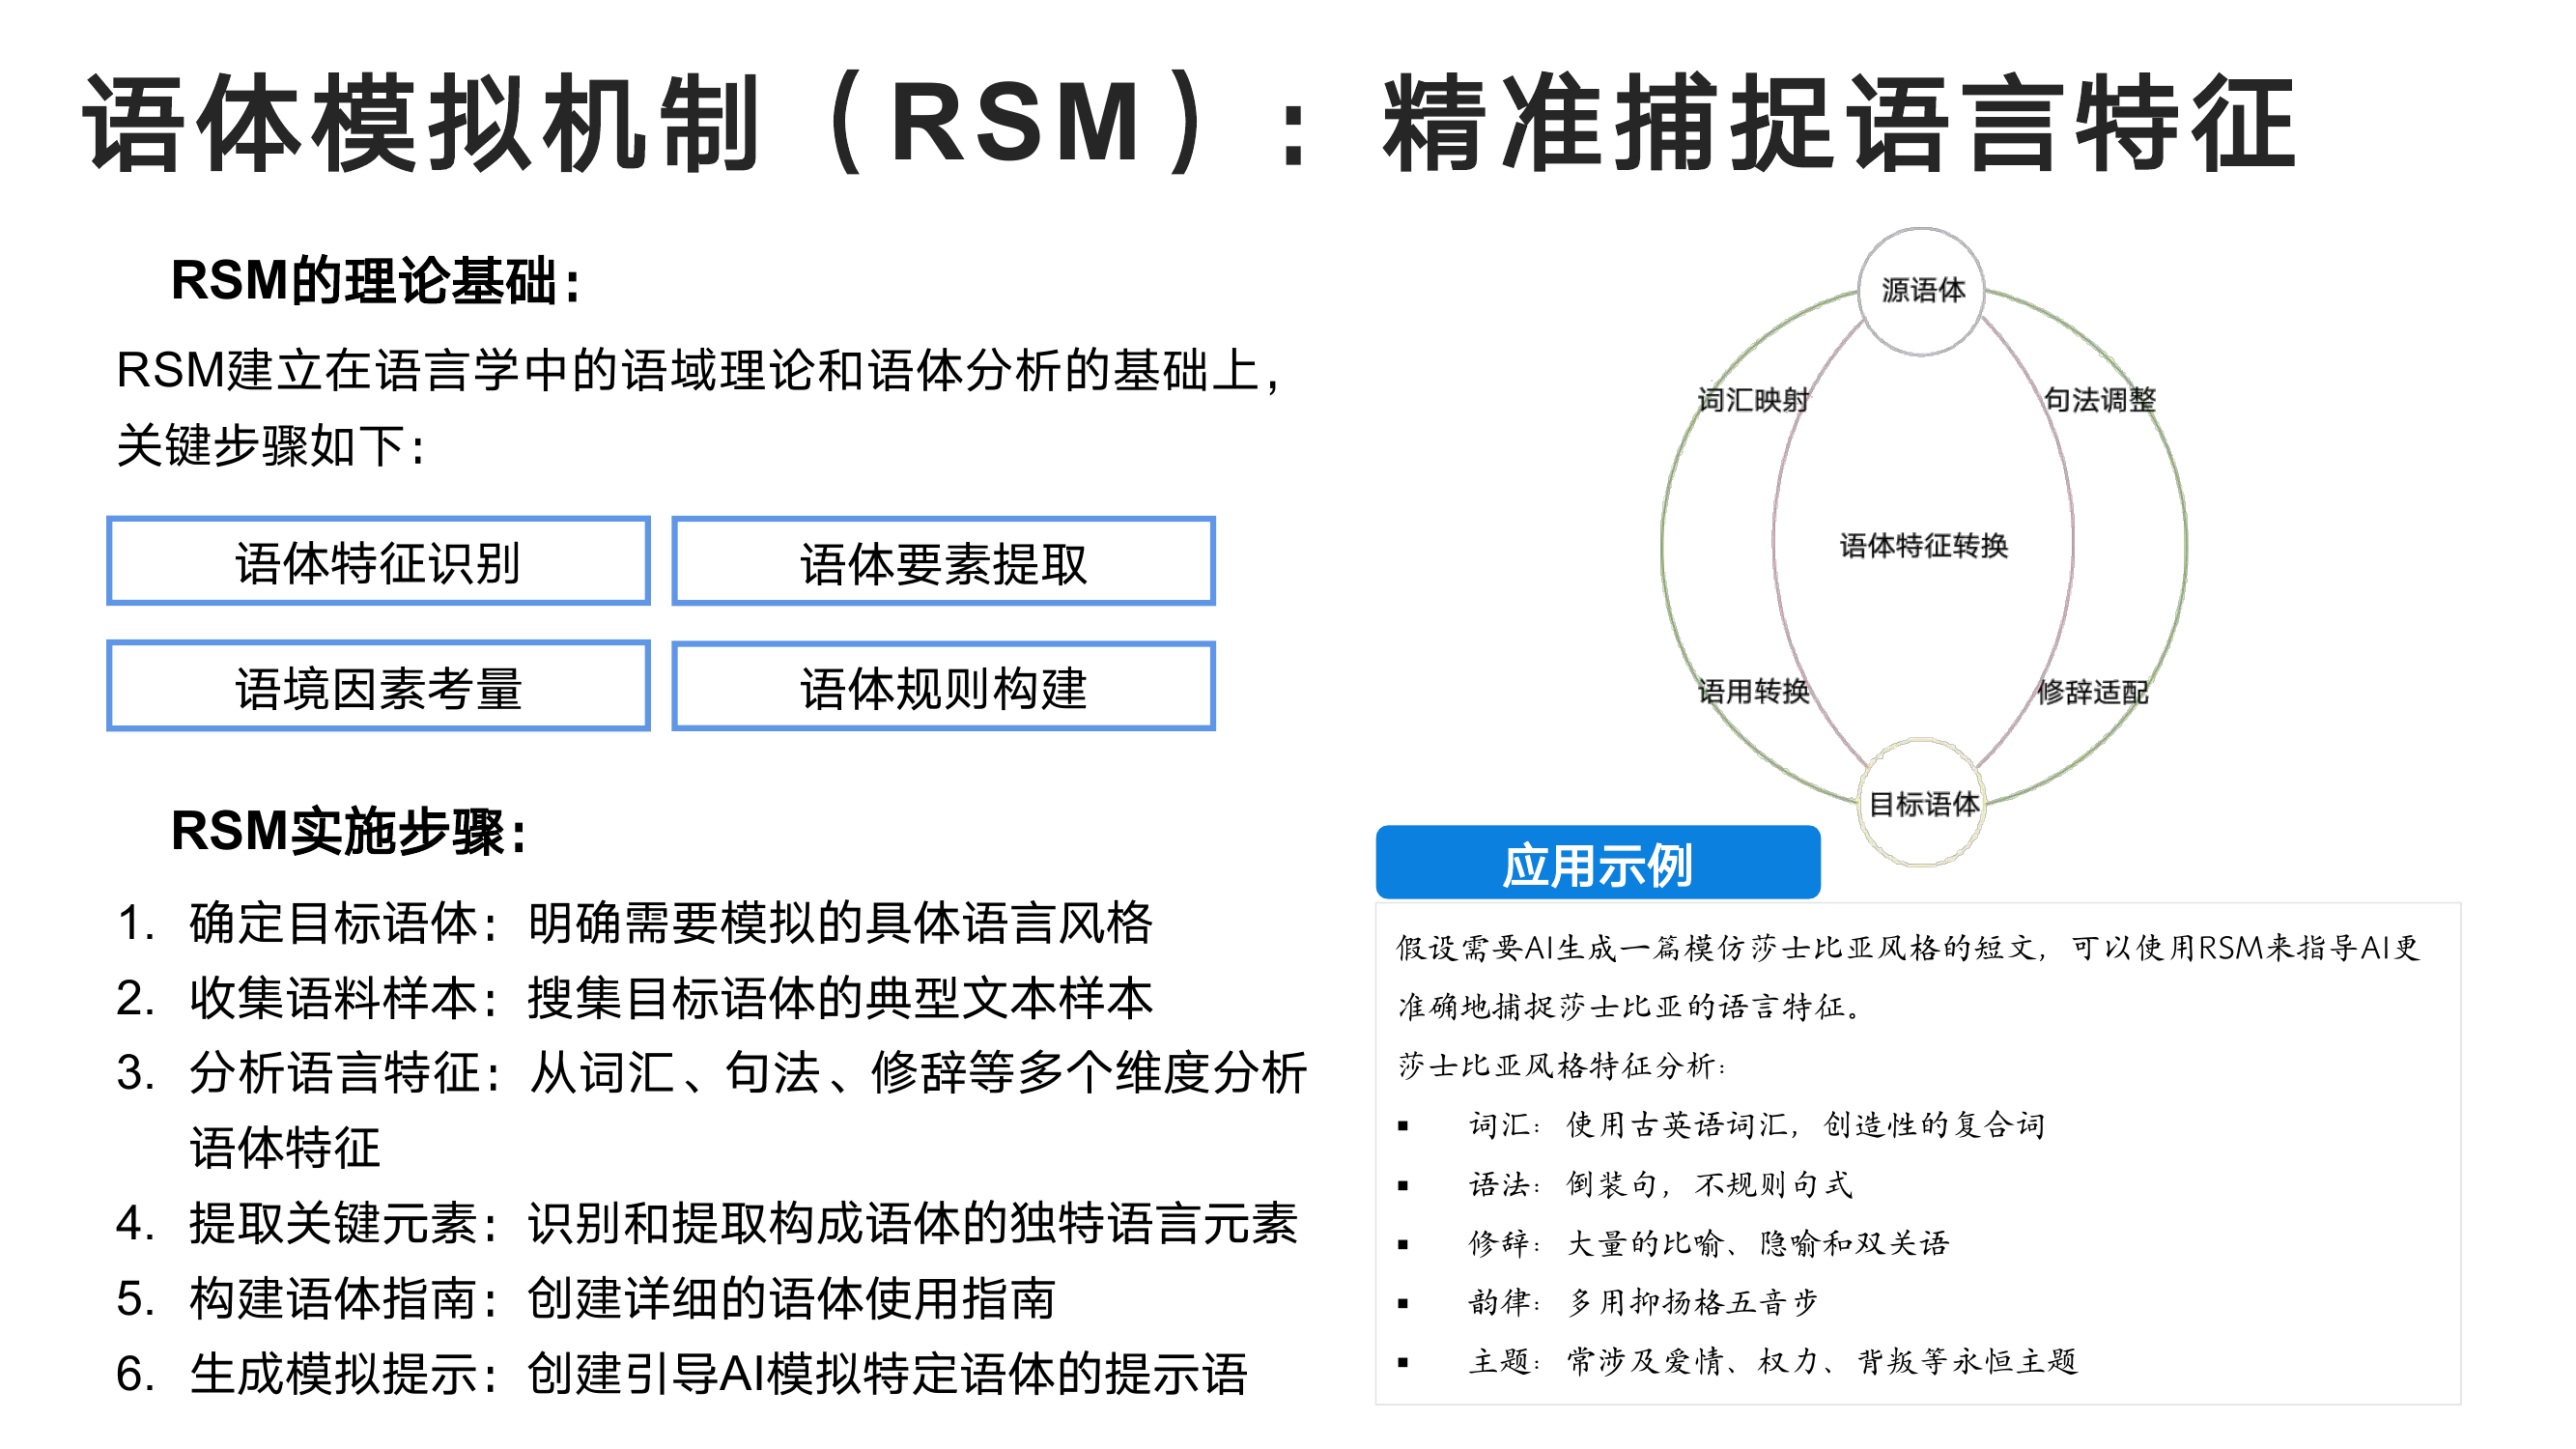 语体模拟机制（RSM）：精准捕捉语言特征
RSM的理论基础：
RSM建立在语言学中的语域理论和语体分析的基础上，
关键步骤如下：
语体特征识别
语体要素提取
语境因素考量
语体规则构建
RSM实施步骤：
1. 确定目标语体：明确需要模拟的具体语言风格
2. 收集语料样本：搜集目标语体的典型文本样本
3. 分析语言特征：从词汇、句法、修辞等多个维度分析
语体特征
4. 提取关键元素：识别和提取构成语体的独特语言元素
5. 构建语体指南：创建详细的语体使用指南
6. 生成模拟提示：创建引导AI模拟特定语体的提示语
源语体
词汇映射
句法调整
语体特征转换
语用转换
修辞适配
目标语体
应用示例
假设需要AI生成一篇模仿莎士比亚风格的短文，可以使用RSM来指导AI更
准确地捕捉莎士比亚的语言特征。
莎士比亚风格特征分析：
▪ 词汇：使用古英语词汇，创造性的复合词
▪ 语法：倒装句，不规则句式
▪ 修辞：大量的比喻、隐喻和双关语
▪ 韵律：多用抑扬格五音步
▪ 主题：常涉及爱情、权力、背叛等永恒主题